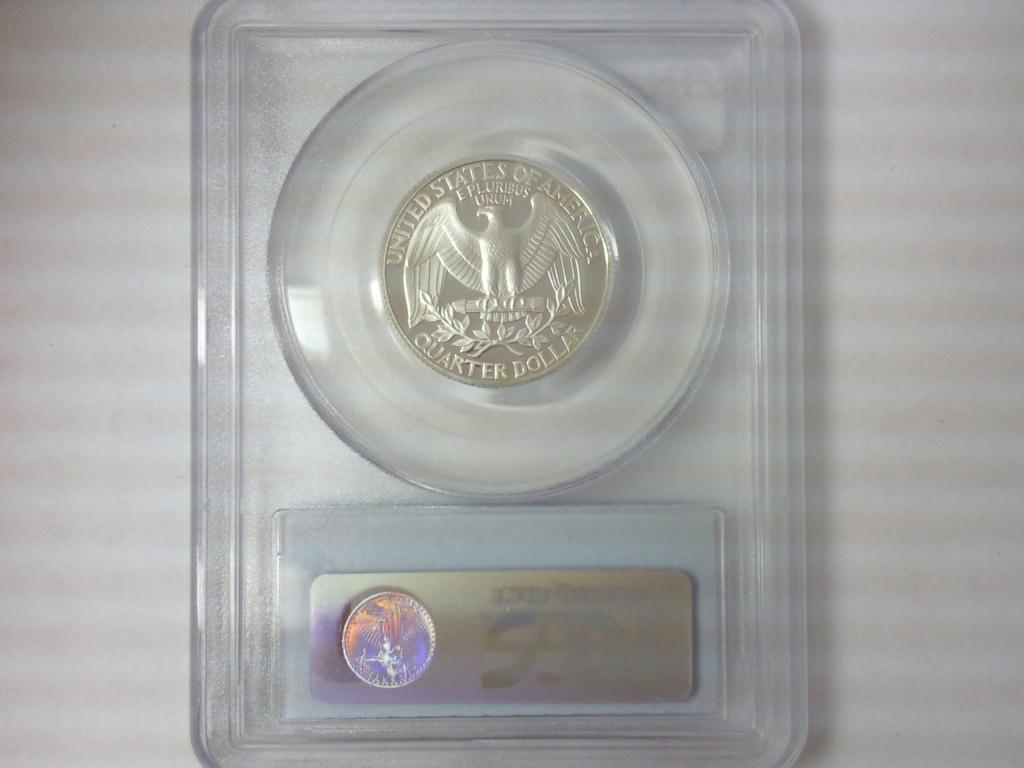 UNITED STATES OF AMERICA
E PLURIBUS
UNUM
QUARTER DOLLAR